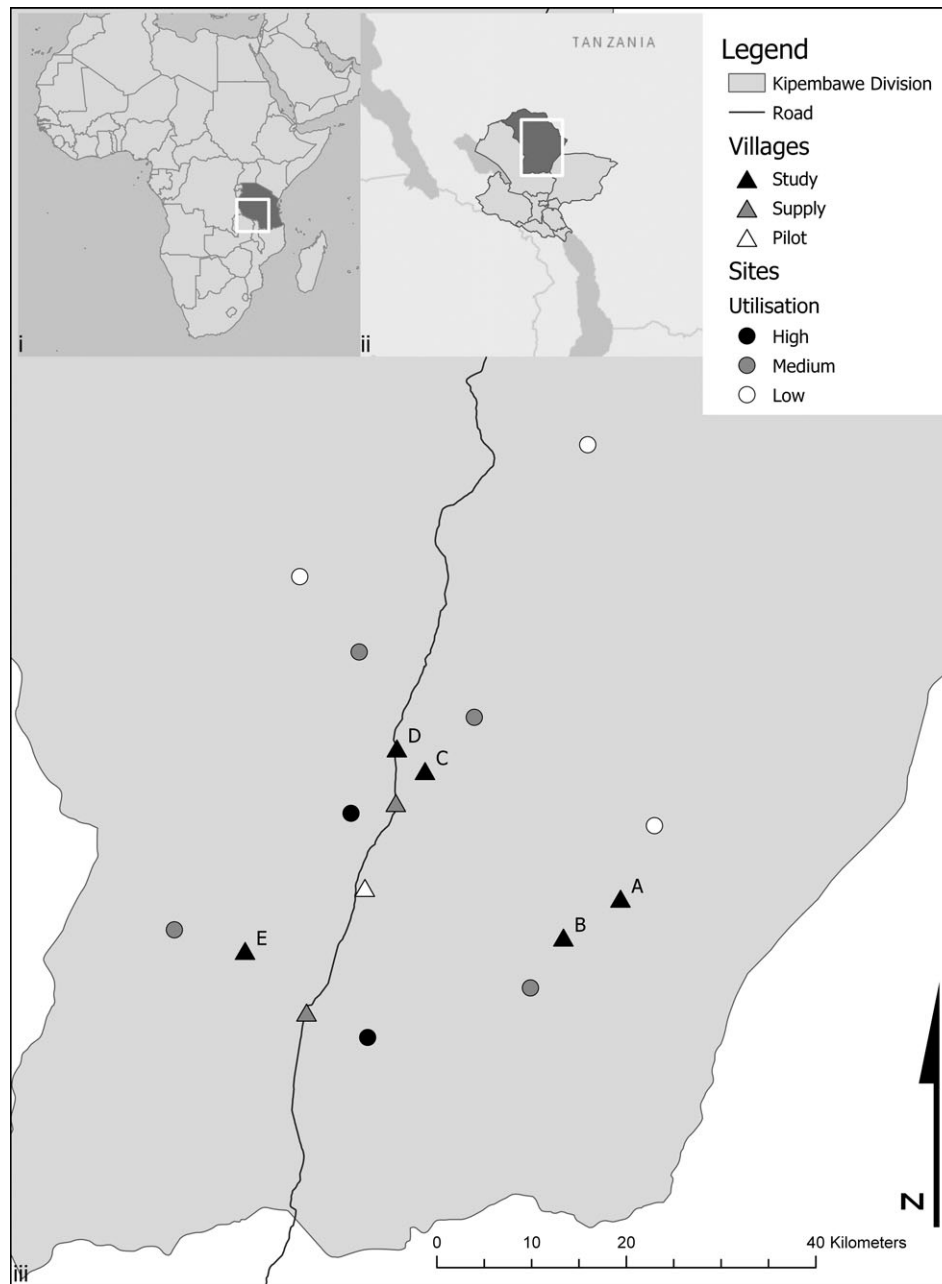 TANZANIA
i
ii
Legend
Kipembawe Division
Road
Villages
Study
Supply
Pilot
Sites
Utilisation
High
Medium
Low
D
C
A
B
E
N
0 10 20 40 Kilometers
iii